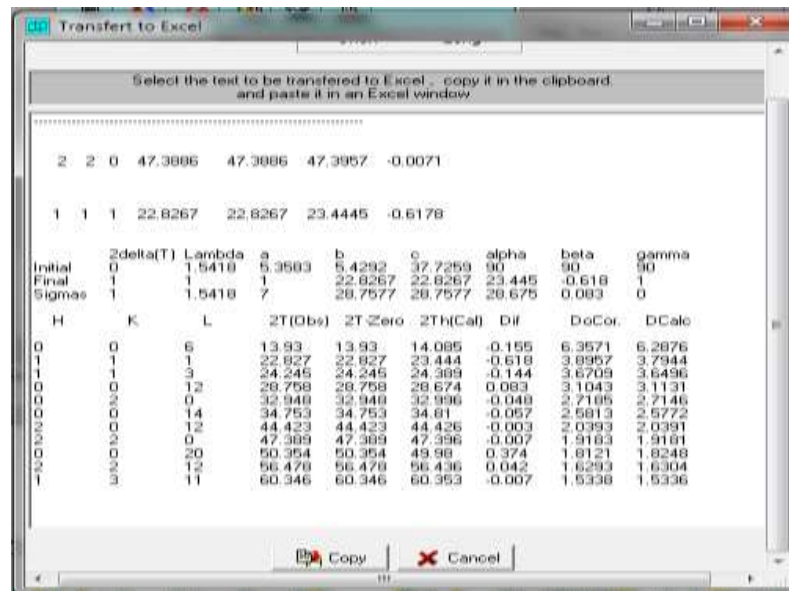 Transfert to Excel
Select the text to be transfered to Excel , copy it in the clipboard.
and paste it in an Excel window
2 2 0 47.3886 47.3886 47.3957 -0.0071
1 1 1 22.8267 22.8267 23.4445 -0.6178
2delta(T) Lambda a b c alpha beta gamma
Initial 0 1.5418 5.3583 5.4292 37.7259 90 90 90
Final 1 1 1 22.8267 22.8267 23.445 -0.618 1
Sigmas 1 1.5418 7 28.7577 28.7577 28.675 0.083 0
H K L 2T(Obs) 2T-Zero 2Th(Cal) Dif DoCor. DCalc
0 0 6 13.93 13.93 14.085 -0.155 6.3571 6.2876
1 1 1 22.827 22.827 23.444 -0.618 3.8957 3.7944
1 1 3 24.245 24.245 24.389 -0.144 3.6709 3.6496
0 0 12 28.758 28.758 28.674 0.083 3.1043 3.1131
0 2 0 32.948 32.948 32.996 -0.048 2.7185 2.7146
0 0 14 34.753 34.753 34.81 -0.057 2.5813 2.5772
0 2 12 44.423 44.423 44.426 -0.003 2.0393 2.0391
2 2 0 47.389 47.389 47.396 -0.007 1.9183 1.9181
0 0 20 50.354 50.354 49.98 0.374 1.8121 1.8248
2 2 12 56.478 56.478 56.436 0.042 1.6293 1.6304
1 3 11 60.346 60.346 60.353 -0.007 1.5338 1.5336
Copy Cancel